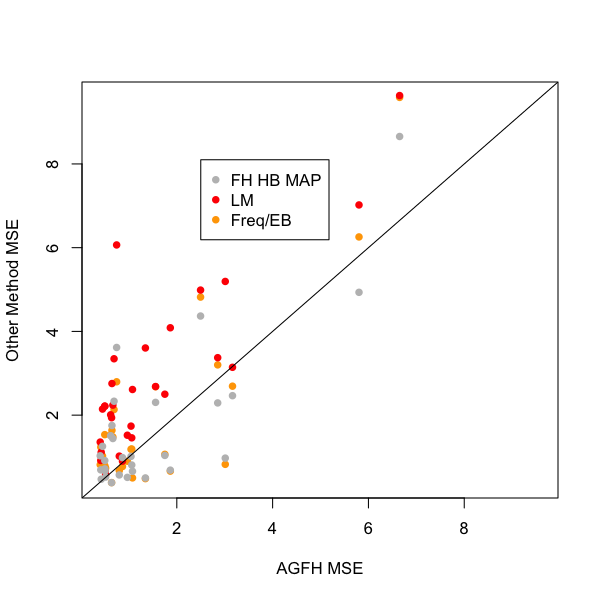 FH HB MAP
LM
Freq/EB
Other Method MSE
8
6
4
2
2 4 6 8
AGFH MSE